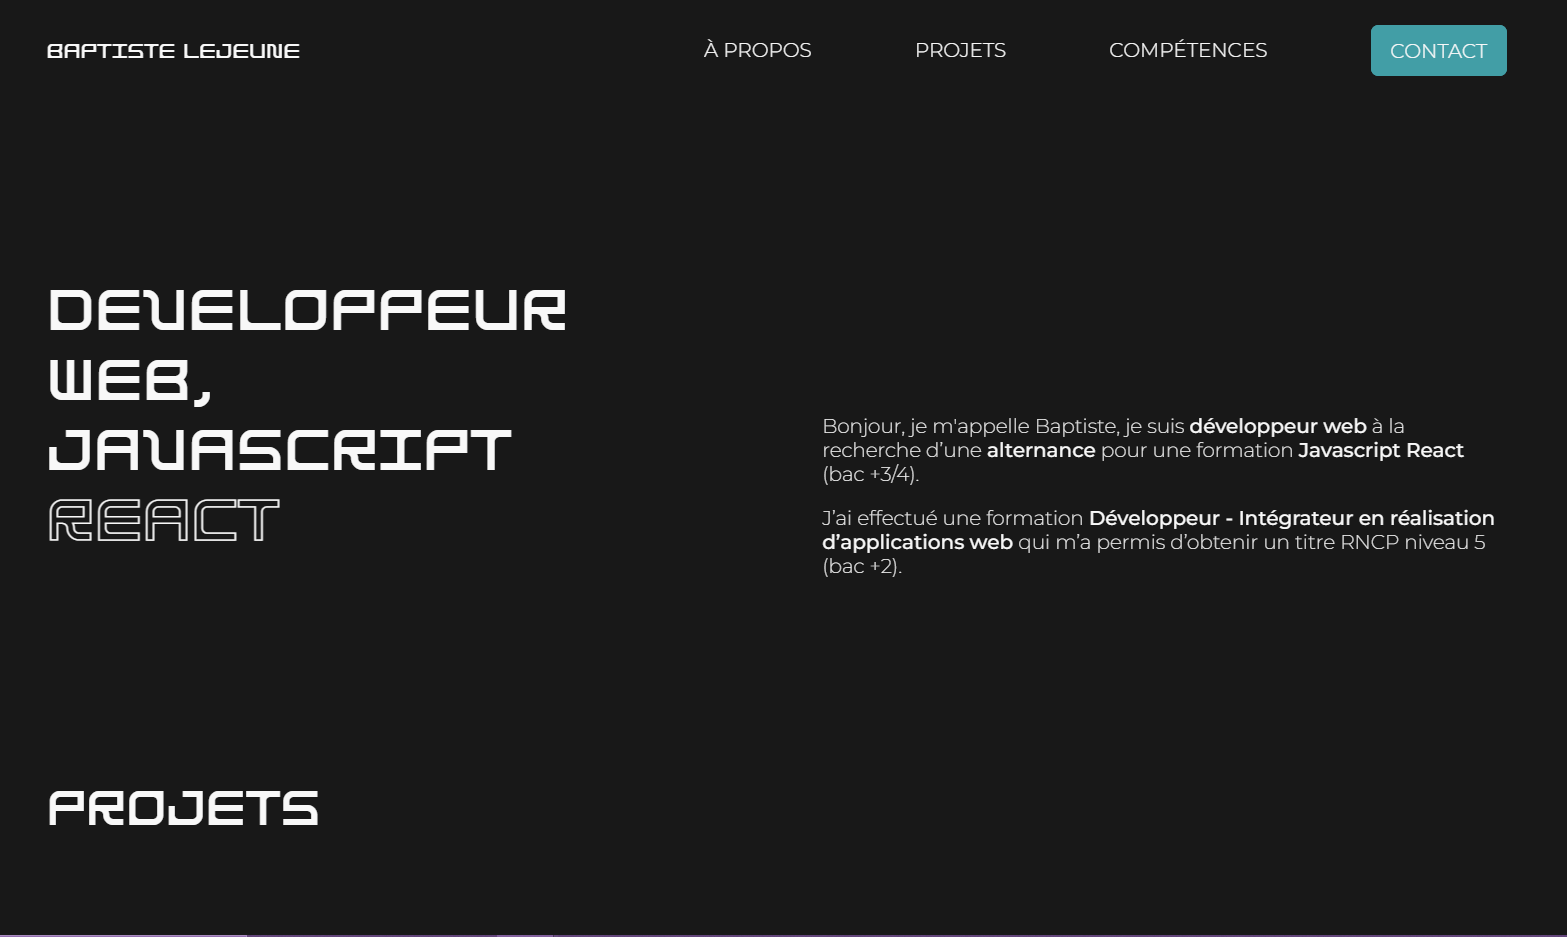 BAPTISTE LEJEUNE
À PROPOS
PROJETS
COMPÉTENCES
CONTACT
DEVELOPPEUR
WEB,
JAVASCRIPT
REACT
Bonjour, je m'appelle Baptiste, je suis développeur web à la
recherche d’une alternance pour une formation Javascript React
(bac +3/4).
J’ai effectué une formation Développeur - Intégrateur en réalisation
d’applications web qui m’a permis d’obtenir un titre RNCP niveau 5
(bac +2).
PROJETS